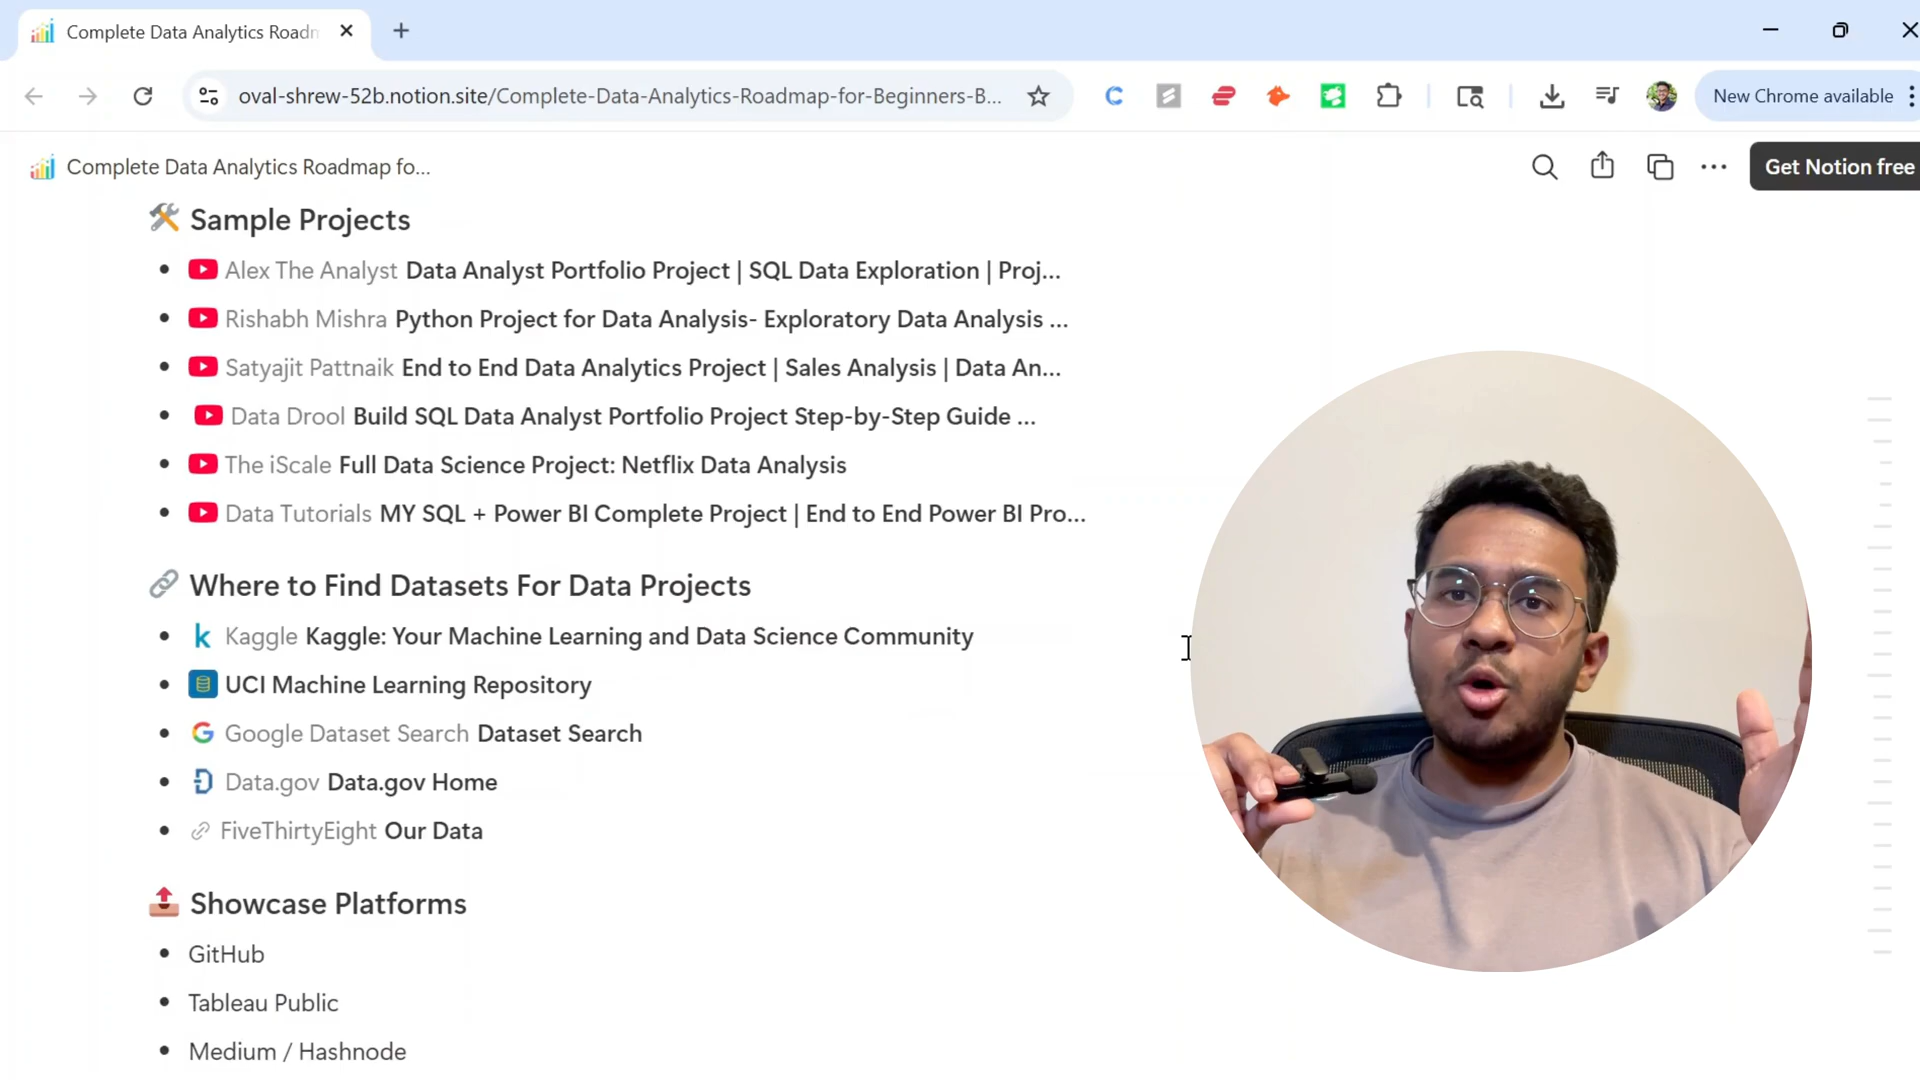 Complete Data Analytics Roadm
oval-shrew-52b.notion.site/Complete-Data-Analytics-Roadmap-for-Beginners-B...
New Chrome available
Complete Data Analytics Roadmap fo...
Get Notion free
🛠 Sample Projects
• Alex The Analyst Data Analyst Portfolio Project | SQL Data Exploration | Proj...
• Rishabh Mishra Python Project for Data Analysis- Exploratory Data Analysis ...
• Satyajit Pattnaik End to End Data Analytics Project | Sales Analysis | Data An...
• Data Drool Build SQL Data Analyst Portfolio Project Step-by-Step Guide ...
• The iScale Full Data Science Project: Netflix Data Analysis
• Data Tutorials MY SQL + Power BI Complete Project | End to End Power BI Pro...
🔗 Where to Find Datasets For Data Projects
• Kaggle Kaggle: Your Machine Learning and Data Science Community
• UCI Machine Learning Repository
• Google Dataset Search Dataset Search
• Data.gov Data.gov Home
• FiveThirtyEight Our Data
📤 Showcase Platforms
• GitHub
• Tableau Public
• Medium / Hashnode